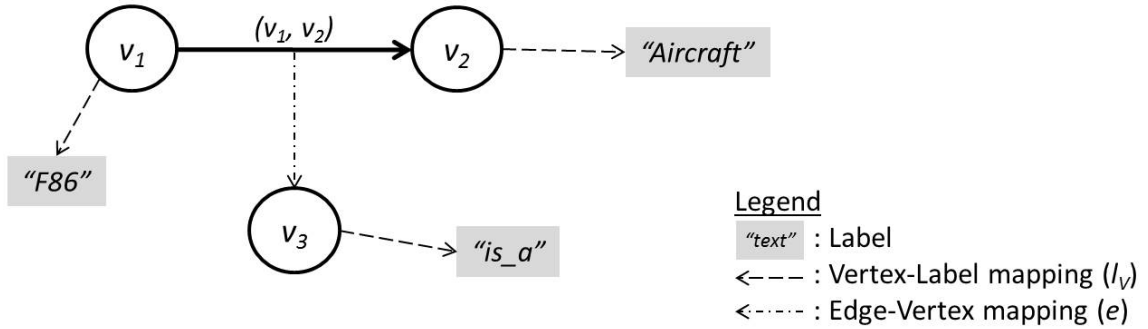 (v1, v2)
v1
v2
“Aircraft”
“F86”
v3
“is_a”
Legend
“text” : Label
: Vertex-Label mapping (lV)
: Edge-Vertex mapping (e)